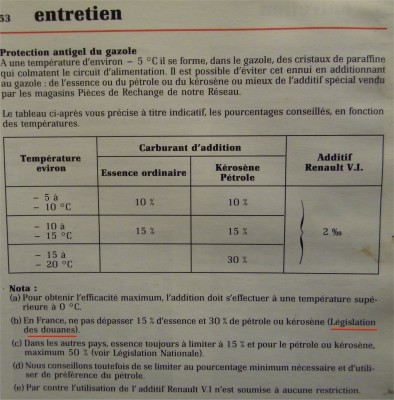 53 entretien
Protection antigel du gazole
A une température d'environ – 5 °C il se forme, dans le gazole, des cristaux de paraffine
qui colmatent le circuit d'alimentation. Il est possible d'éviter cet ennui en additionnant
au gazole : de l'essence ou du pétrole ou du kérosène ou mieux de l'additif spécial vendu
par les magasins Pièces de Rechange de notre Réseau.
Le tableau ci-après vous précise à titre indicatif, les pourcentages conseillés, en fonction
des températures.
Température
eviron
Carburant d'addition
Essence ordinaire
Kérosène
Pétrole
Additif
Renault V.I.
– 5 à
– 10 °C
10 %
10 %
– 10 à
– 15 °C
15 %
15 %
2 ‰
– 15 à
– 20 °C
30 %
Nota :
(a) Pour obtenir l'efficacité maximum, l'addition doit s'effectuer à une température supé-
rieure à 0 °C.
(b) En France, ne pas dépasser 15 % d'essence et 30 % de pétrole ou kérosène (Législation
des douanes).
(c) Dans les autres pays, essence toujours à limiter à 15 % et pour le pétrole ou kérosène,
maximum 50 % (voir Législation Nationale).
(d) Nous conseillons toutefois de se limiter au pourcentage minimum nécessaire et d'utili-
ser de préférence du pétrole.
(e) Par contre l'utilisation de l'additif Renault V.I n'est soumise à aucune restriction.